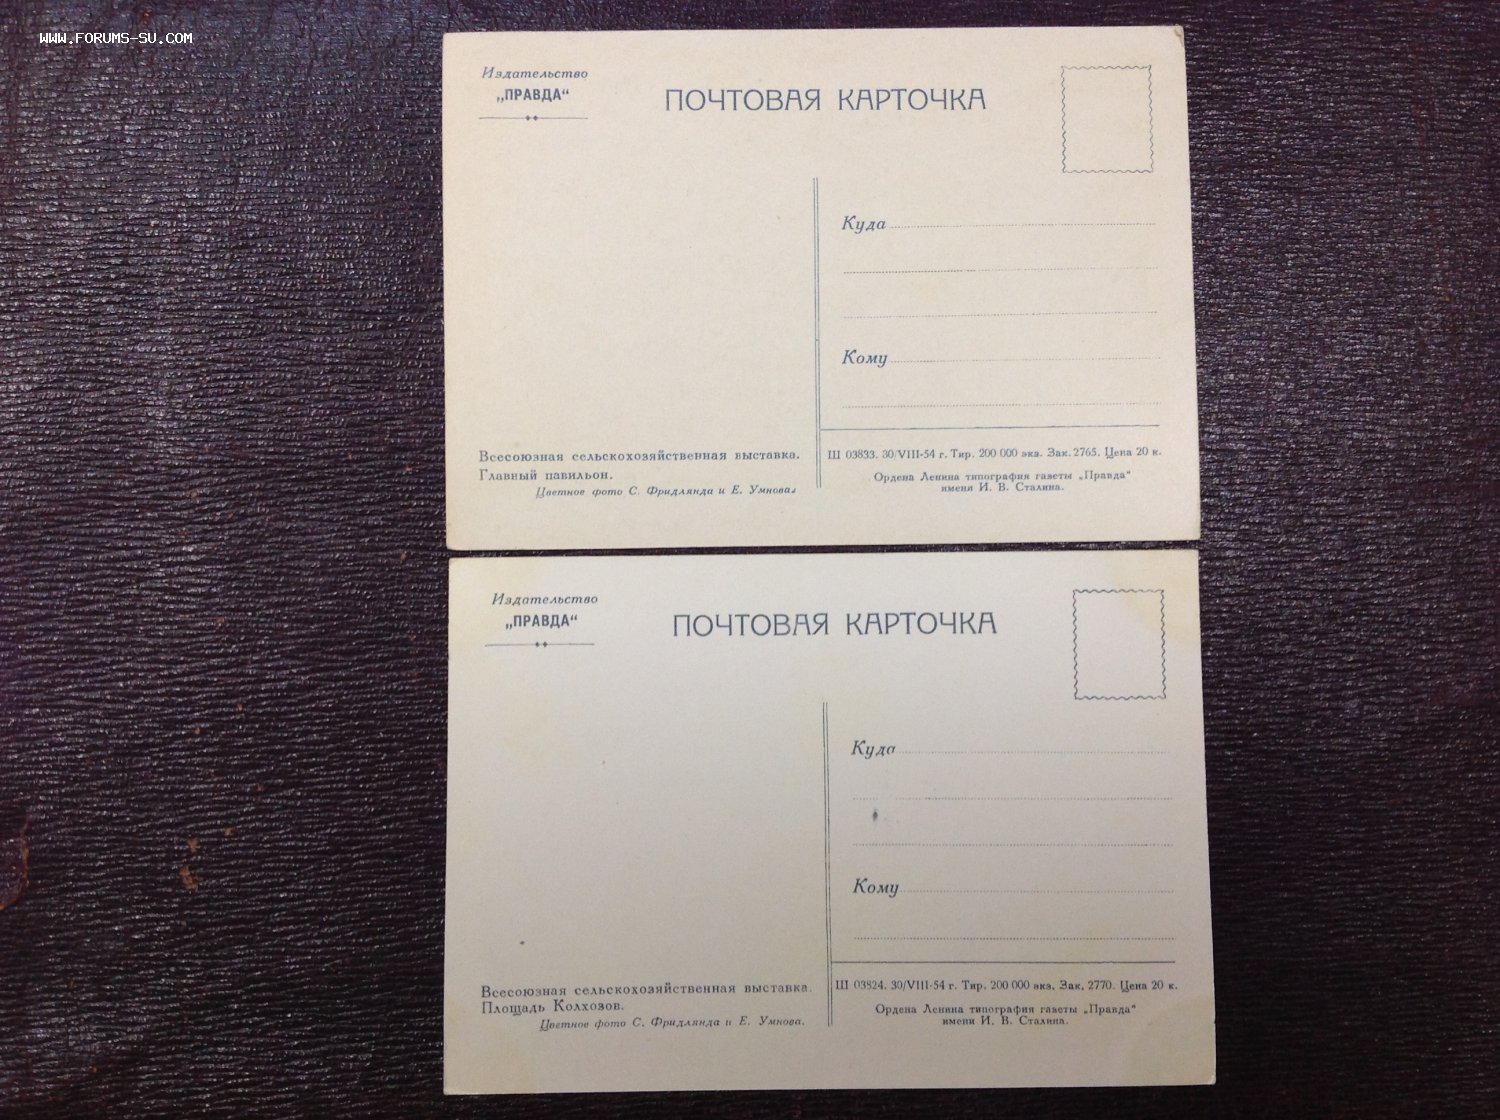 WWW.FORUMS-SU.COM
Издательство
„ПРАВДА“
ПОЧТОВАЯ КАРТОЧКА
Куда
Кому
Всесоюзная сельскохозяйственная выставка.
Главный павильон.
Цветное фото С. Фридлянда и Е. Умнова.
Ш 03833. 30/VIII-54 г. Тир. 200 000 экз. Зак. 2765. Цена 20 к.
Ордена Ленина типография газеты „Правда“
имени И. В. Сталина.
Издательство
„ПРАВДА“
ПОЧТОВАЯ КАРТОЧКА
Куда
Кому
Всесоюзная сельскохозяйственная выставка.
Площадь Колхозов.
Цветное фото С. Фридлянда и Е. Умнова.
Ш 03824. 30/VIII-54 г. Тир. 200 000 экз. Зак. 2770. Цена 20 к.
Ордена Ленина типография газеты „Правда“
имени И. В. Сталина.